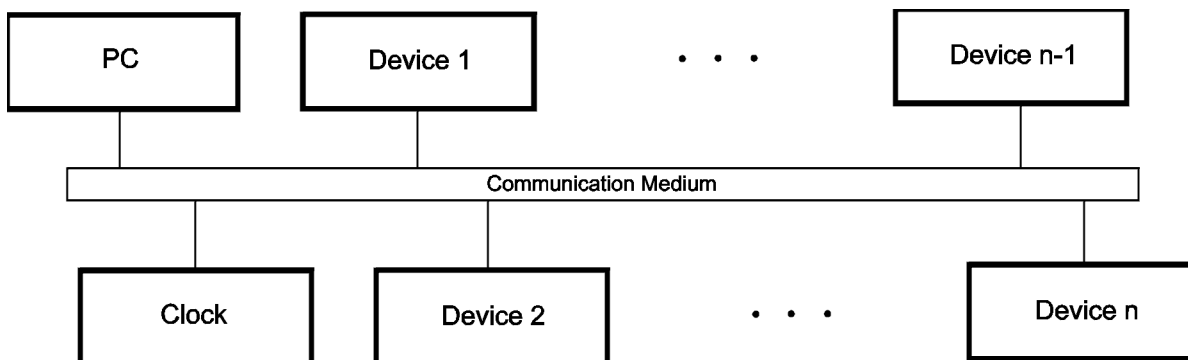 PC
Device 1
. . .
Device n-1
Communication Medium
Clock
Device 2
. . .
Device n